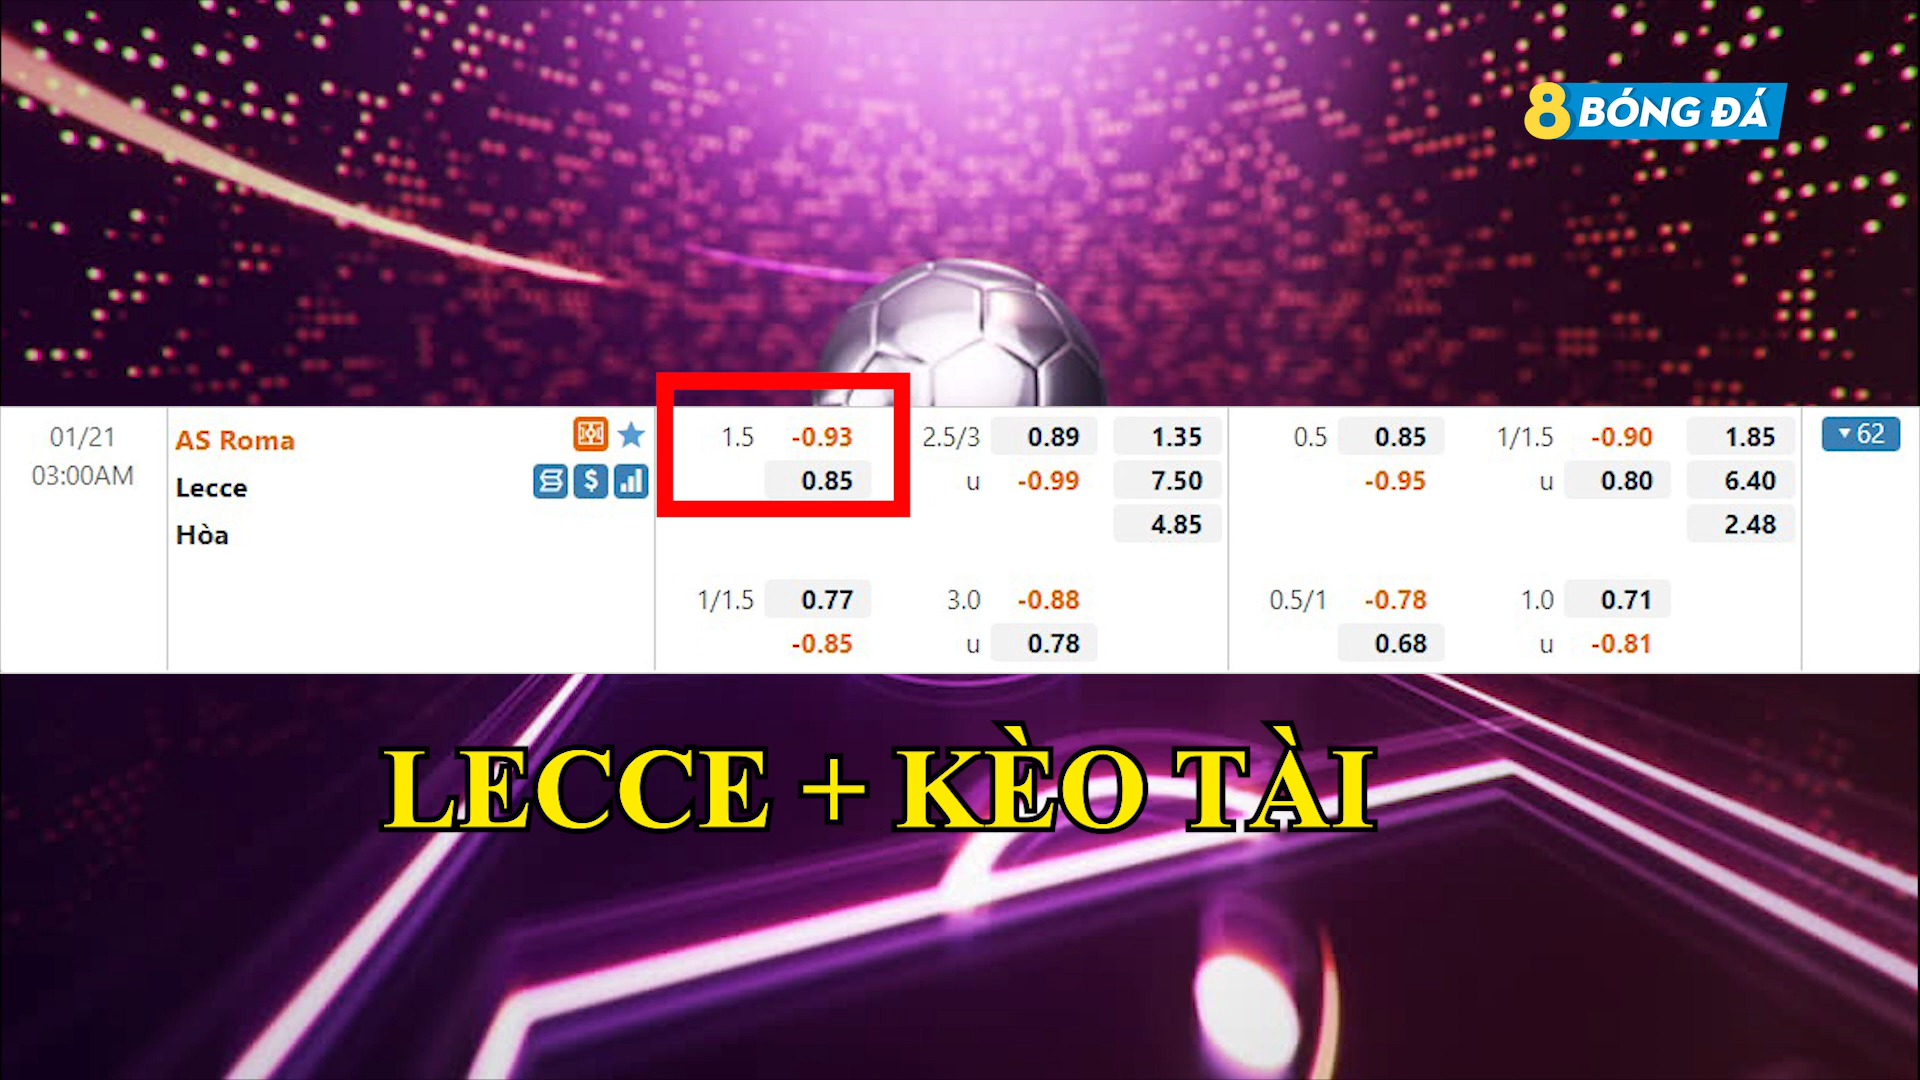 8 BÓNG ĐÁ
01/21
03:00AM
AS Roma
Lecce
Hòa
1.5 -0.93 2.5/3 0.89 1.35 0.5 0.85 1/1.5 -0.90 1.85 62
0.85 u -0.99 7.50 -0.95 u 0.80 6.40
4.85 2.48
1/1.5 0.77 3.0 -0.88 0.5/1 -0.78 1.0 0.71
-0.85 u 0.78 0.68 u -0.81
LECCE + KÈO TÀI